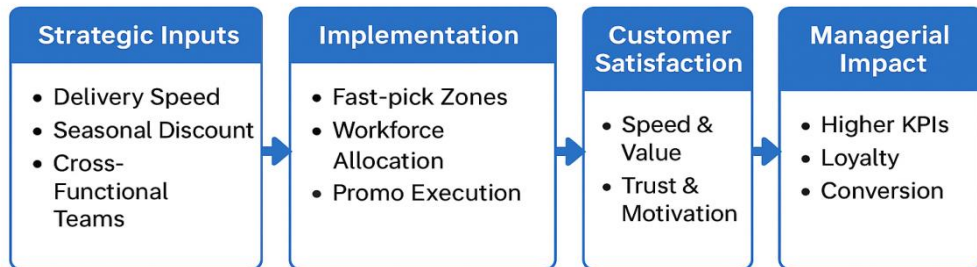 Strategic Inputs
• Delivery Speed
• Seasonal Discount
• Cross-
Functional
Teams
Implementation
• Fast-pick Zones
• Workforce
Allocation
• Promo Execution
Customer
Satisfaction
• Speed &
Value
• Trust &
Motivation
Managerial
Impact
• Higher KPIs
• Loyalty
• Conversion